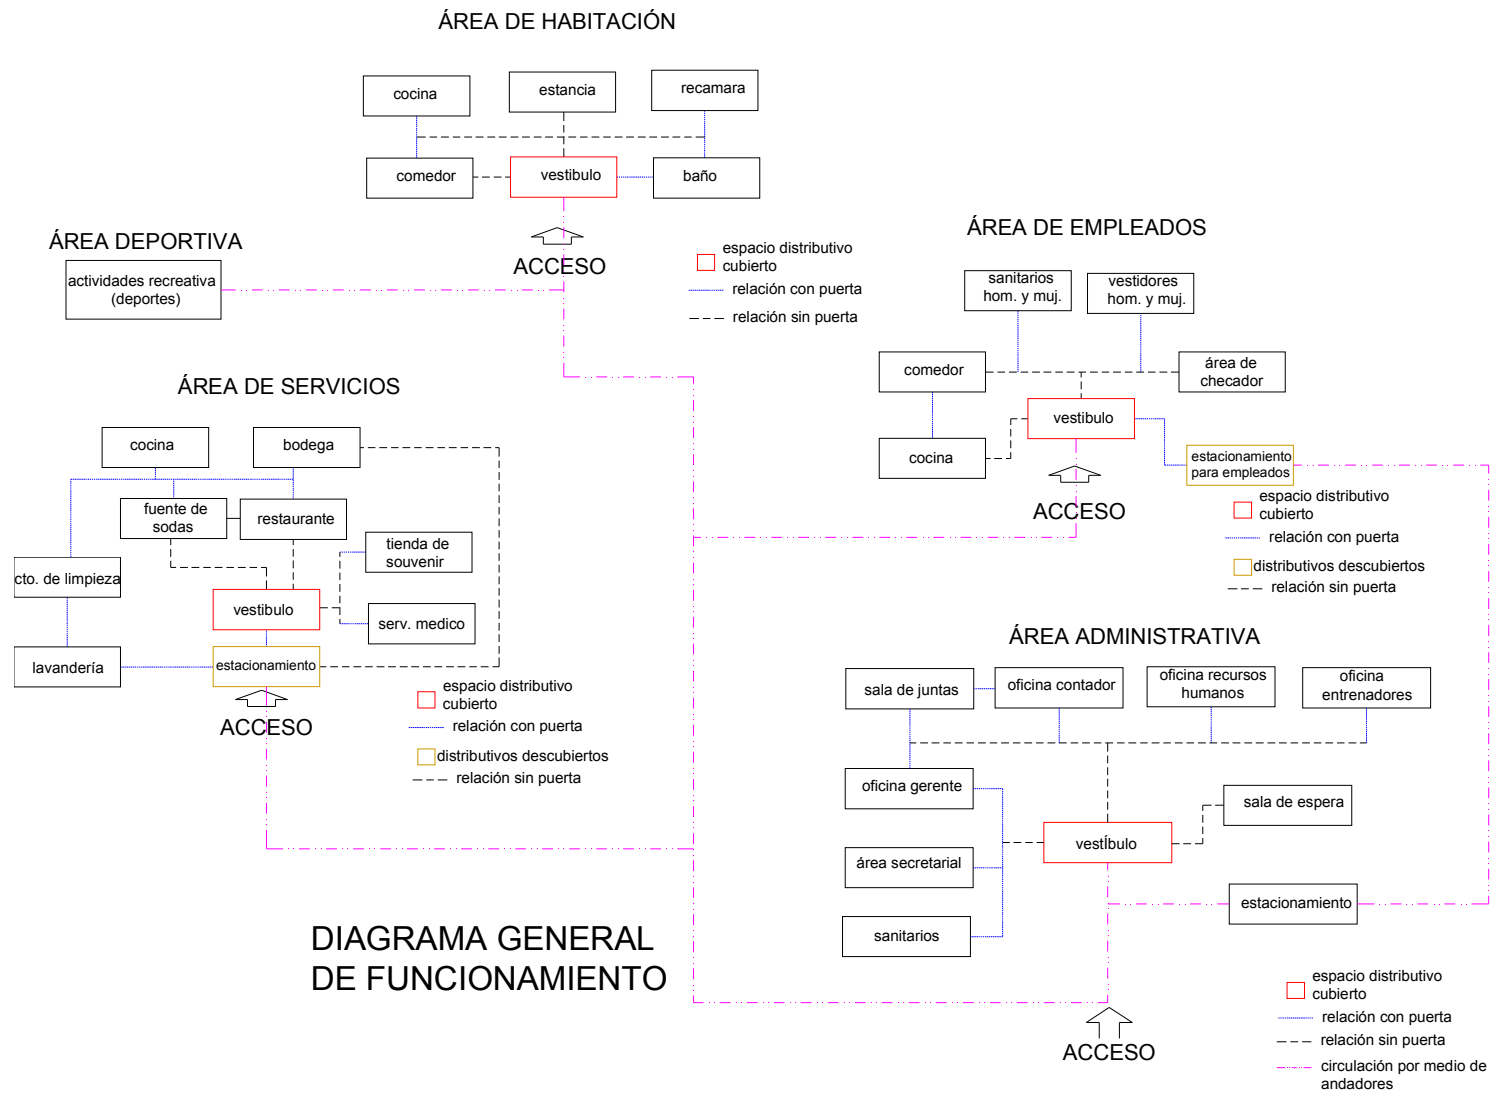 ÁREA DE HABITACIÓN
cocina
estancia
recamara
comedor
vestibulo
baño
ACCESO
espacio distributivo
cubierto
relación con puerta
relación sin puerta
ÁREA DEPORTIVA
actividades recreativa
(deportes)
ÁREA DE EMPLEADOS
sanitarios
hom. y muj.
vestidores
hom. y muj.
comedor
área de
checador
vestibulo
cocina
estacionamiento
para empleados
ACCESO
espacio distributivo
cubierto
relación con puerta
distributivos descubiertos
relación sin puerta
ÁREA DE SERVICIOS
cocina
bodega
fuente de
sodas
restaurante
tienda de
souvenir
cto. de limpieza
vestibulo
serv. medico
lavandería
estacionamiento
ACCESO
espacio distributivo
cubierto
relación con puerta
distributivos descubiertos
relación sin puerta
ÁREA ADMINISTRATIVA
sala de juntas
oficina contador
oficina recursos
humanos
oficina
entrenadores
oficina gerente
sala de espera
vestÍbulo
área secretarial
estacionamiento
sanitarios
ACCESO
espacio distributivo
cubierto
relación con puerta
relación sin puerta
circulación por medio de
andadores
DIAGRAMA GENERAL
DE FUNCIONAMIENTO